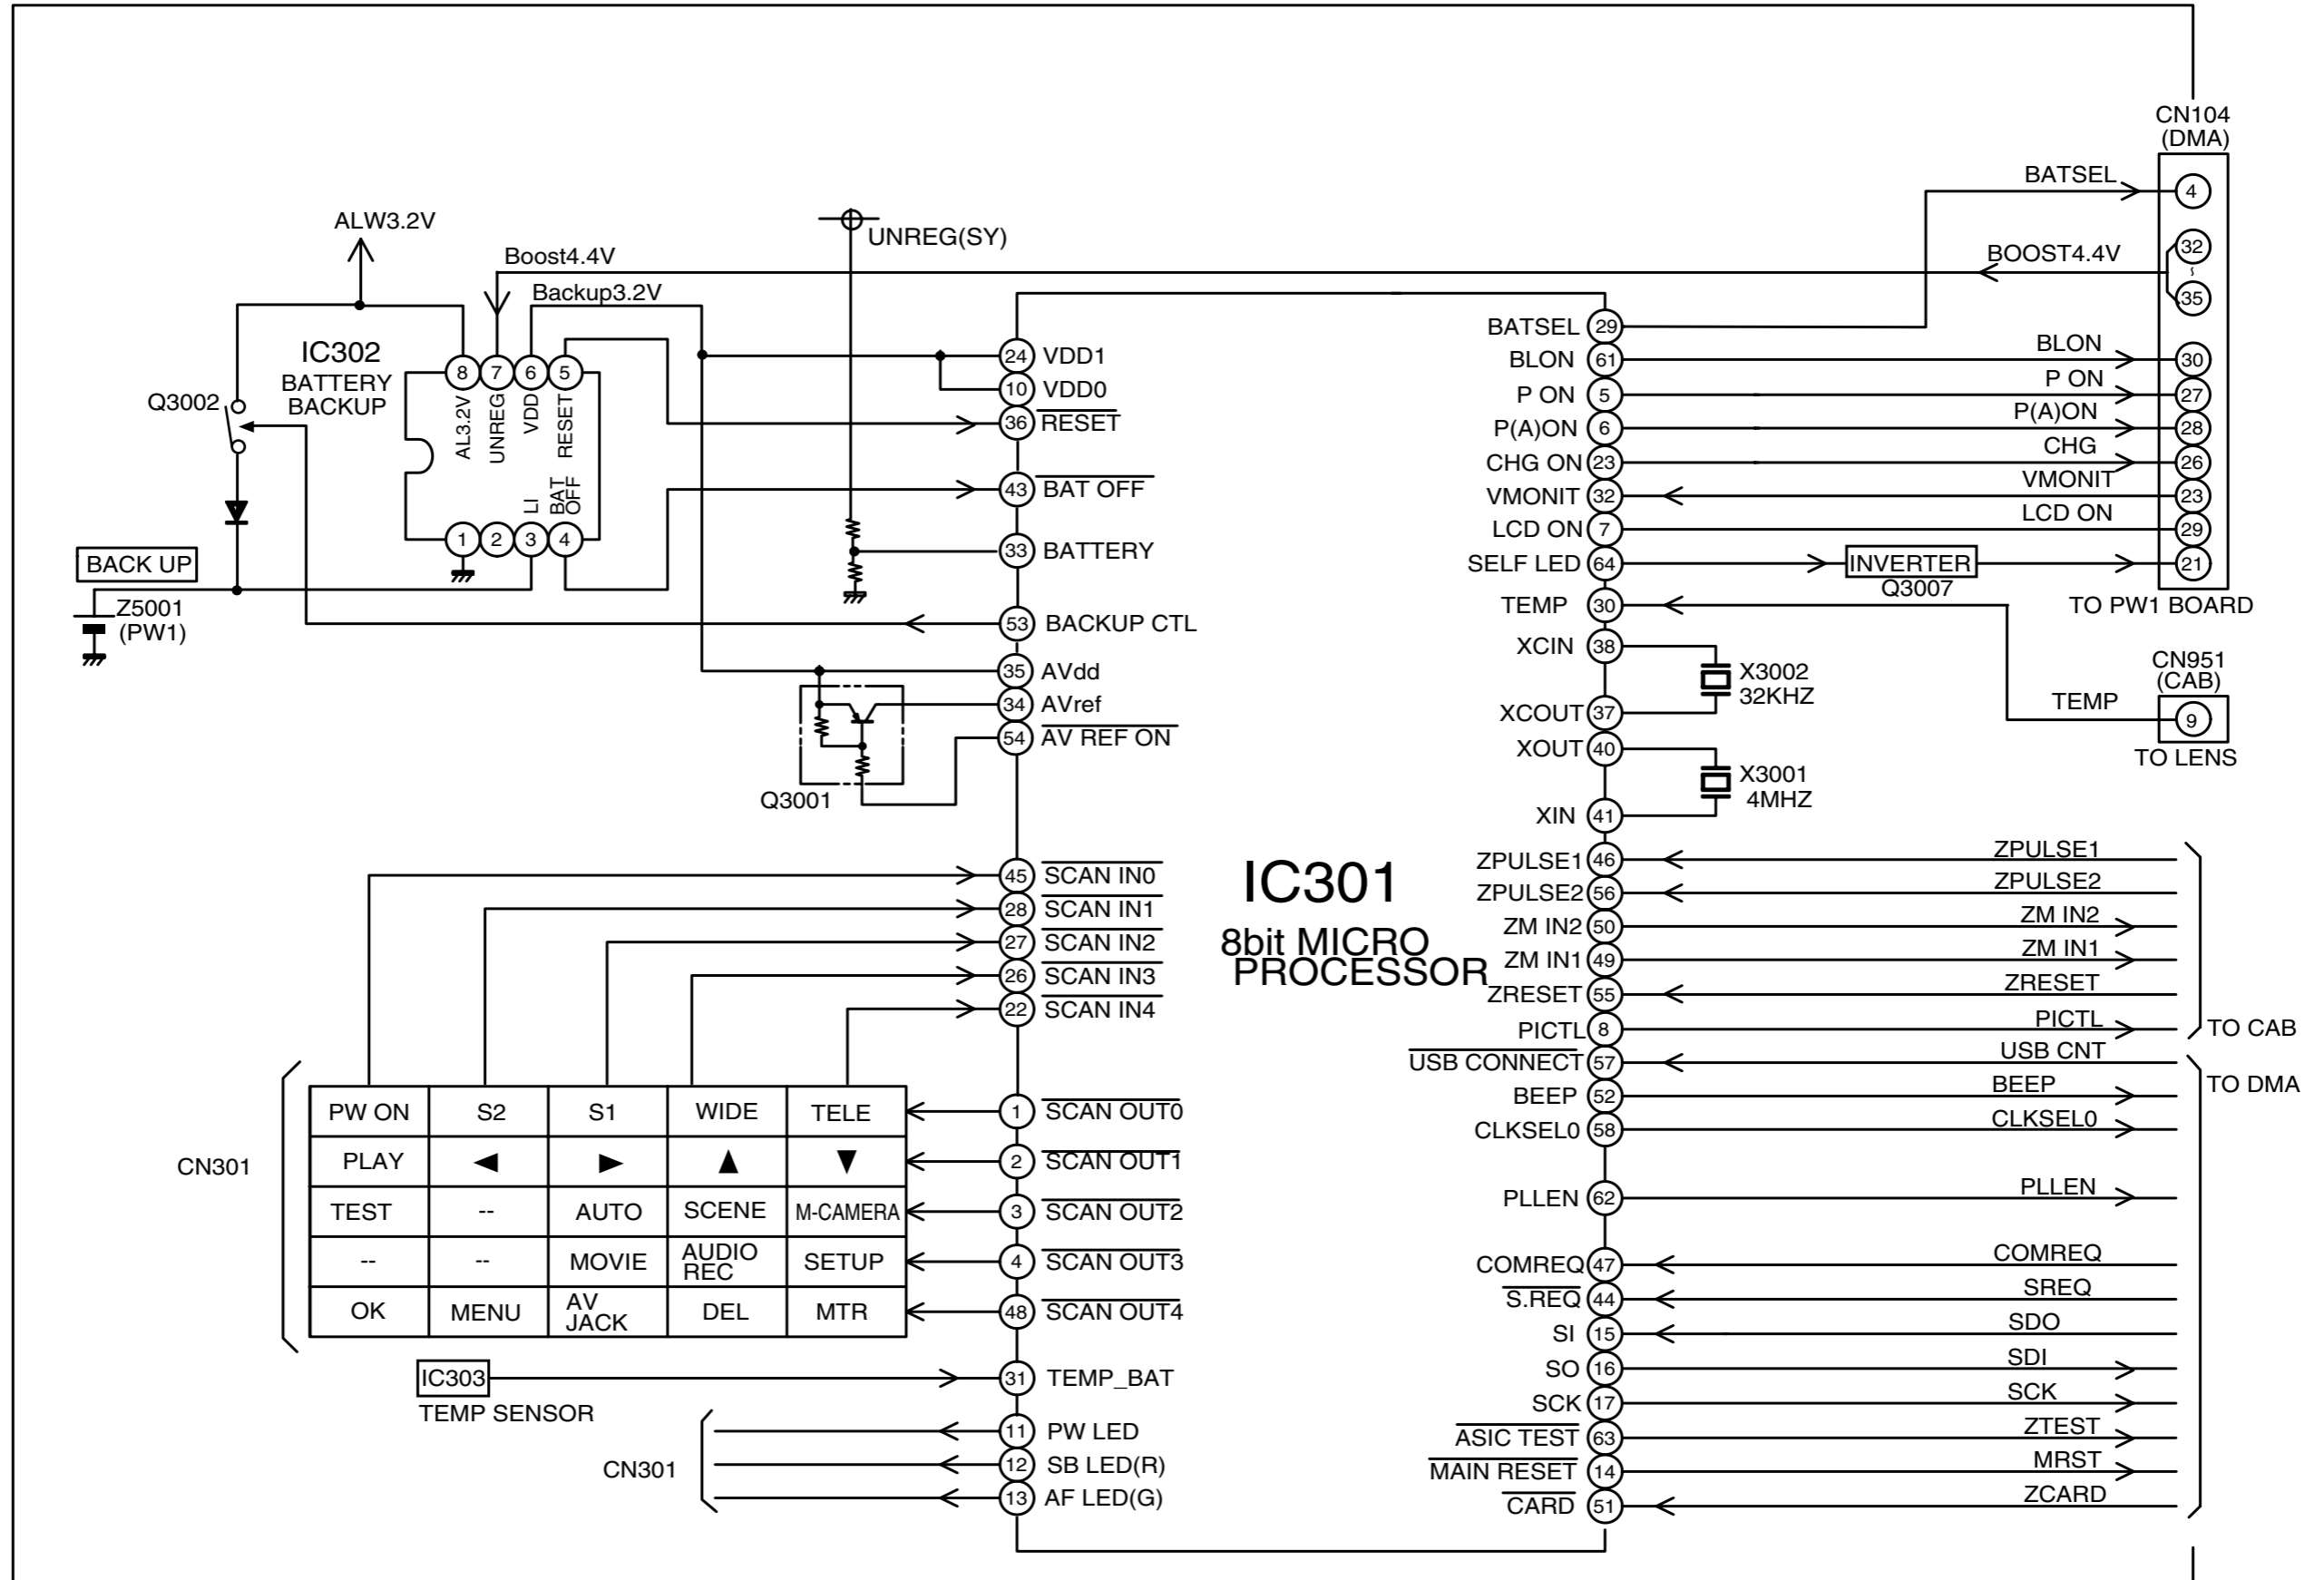 CN104
(DMA)
BATSEL
4
ALW3.2V
UNREG(SY)
Boost4.4V
BOOST4.4V
32
~
35
Backup3.2V
IC302
BATTERY
BACKUP
8 7 6 5
AL3.2V
UNREG
VDD
RESET
LI
BAT
OFF
1 2 3 4
Q3002
BACK UP
Z5001
(PW1)
24 VDD1
10 VDD0
36 RESET
43 BAT OFF
33 BATTERY
53 BACKUP CTL
35 AVdd
34 AVref
54 AV REF ON
Q3001
BATSEL 29
BLON 61 BLON 30
P ON 5 P ON 27
P(A)ON 6 P(A)ON 28
CHG ON 23 CHG 26
VMONIT 32 VMONIT 23
LCD ON 7 LCD ON 29
SELF LED 64 INVERTER 21
Q3007
TO PW1 BOARD
TEMP 30
XCIN 38
X3002
32KHZ
XCOUT 37
CN951
(CAB)
TEMP 9
TO LENS
XOUT 40
X3001
4MHZ
XIN 41
IC301
8bit MICRO
PROCESSOR
45 SCAN IN0
28 SCAN IN1
27 SCAN IN2
26 SCAN IN3
22 SCAN IN4
CN301
PW ON S2 S1 WIDE TELE 1 SCAN OUT0
PLAY ◀ ▶ ▲ ▼ 2 SCAN OUT1
TEST -- AUTO SCENE M-CAMERA 3 SCAN OUT2
-- -- MOVIE AUDIO REC SETUP 4 SCAN OUT3
OK MENU AV JACK DEL MTR 48 SCAN OUT4
IC303 31 TEMP_BAT
TEMP SENSOR
CN301
11 PW LED
12 SB LED(R)
13 AF LED(G)
ZPULSE1 46 ZPULSE1
ZPULSE2 56 ZPULSE2
ZM IN2 50 ZM IN2
ZM IN1 49 ZM IN1
ZRESET 55 ZRESET
PICTL 8 PICTL
TO CAB
USB CONNECT 57 USB CNT
TO DMA
BEEP 52 BEEP
CLKSEL0 58 CLKSEL0
PLLEN 62 PLLEN
COMREQ 47 COMREQ
S.REQ 44 SREQ
SI 15 SDO
SO 16 SDI
SCK 17 SCK
ASIC TEST 63 ZTEST
MAIN RESET 14 MRST
CARD 51 ZCARD